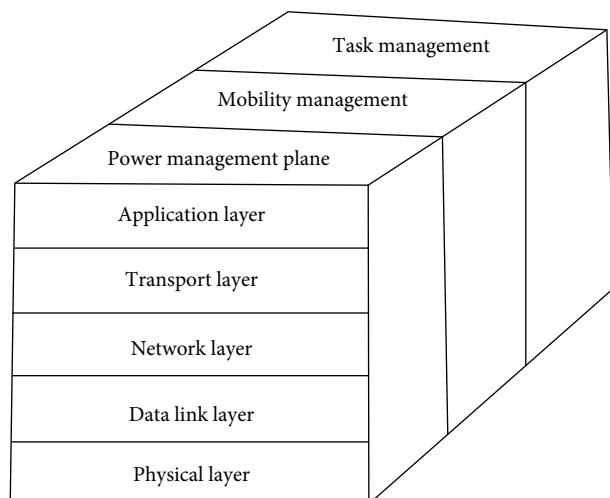 Task management
Mobility management
Power management plane
Application layer
Transport layer
Network layer
Data link layer
Physical layer